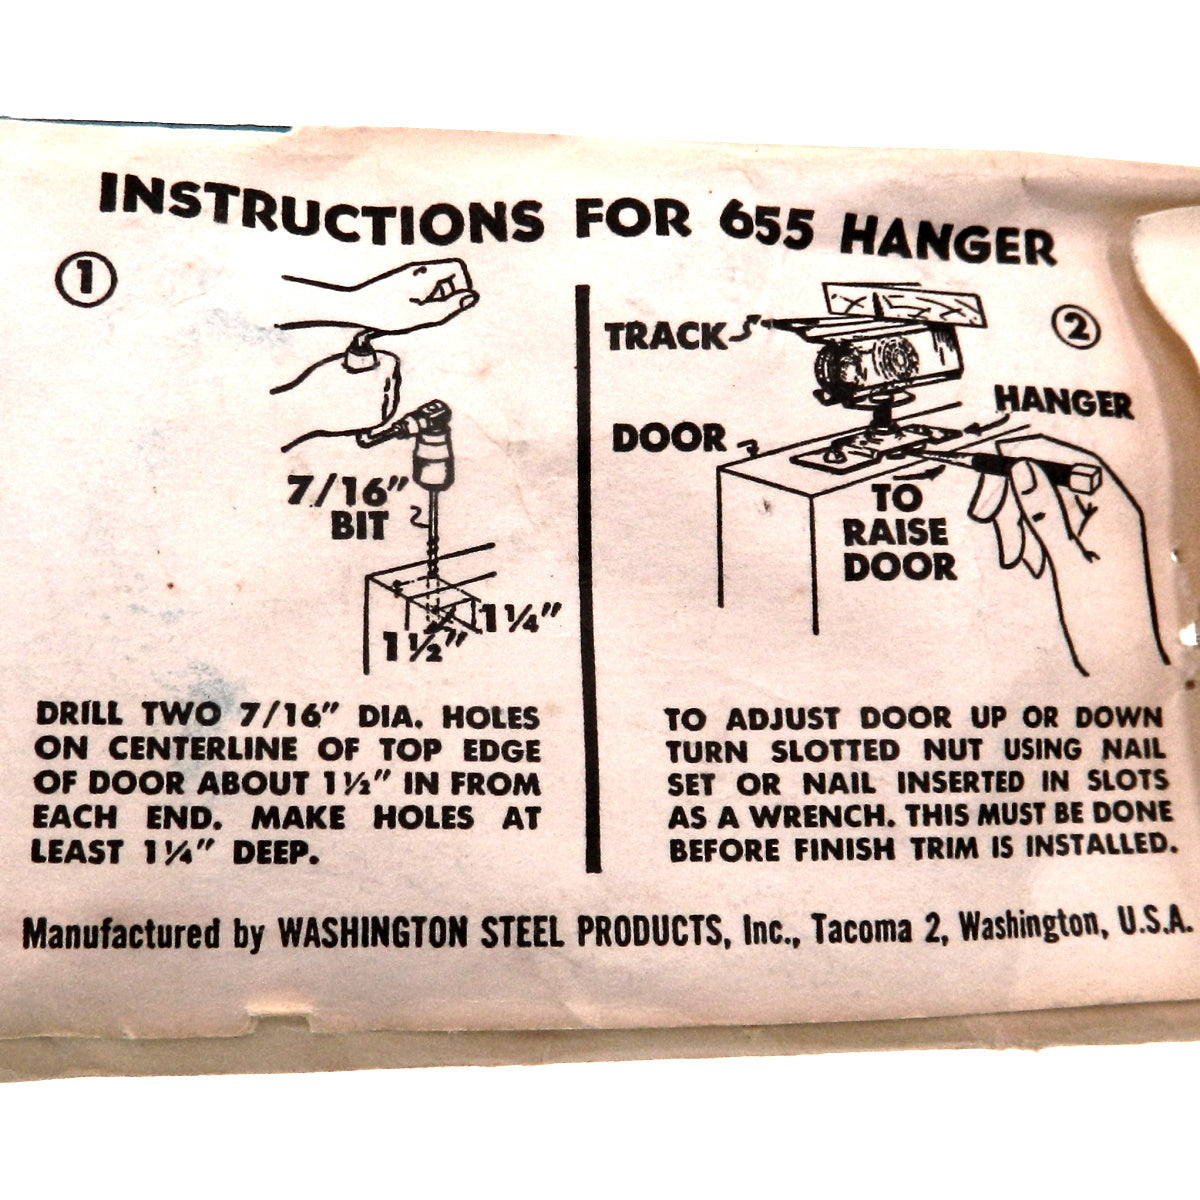 INSTRUCTIONS FOR 655 HANGER
1
7/16"
BIT
1¼"
1½"
DRILL TWO 7/16" DIA. HOLES
ON CENTERLINE OF TOP EDGE
OF DOOR ABOUT 1½" IN FROM
EACH END. MAKE HOLES AT
LEAST 1¼" DEEP.
2
TRACK
HANGER
DOOR
TO
RAISE
DOOR
TO ADJUST DOOR UP OR DOWN
TURN SLOTTED NUT USING NAIL
SET OR NAIL INSERTED IN SLOTS
AS A WRENCH. THIS MUST BE DONE
BEFORE FINISH TRIM IS INSTALLED.
Manufactured by WASHINGTON STEEL PRODUCTS, Inc., Tacoma 2, Washington, U.S.A.